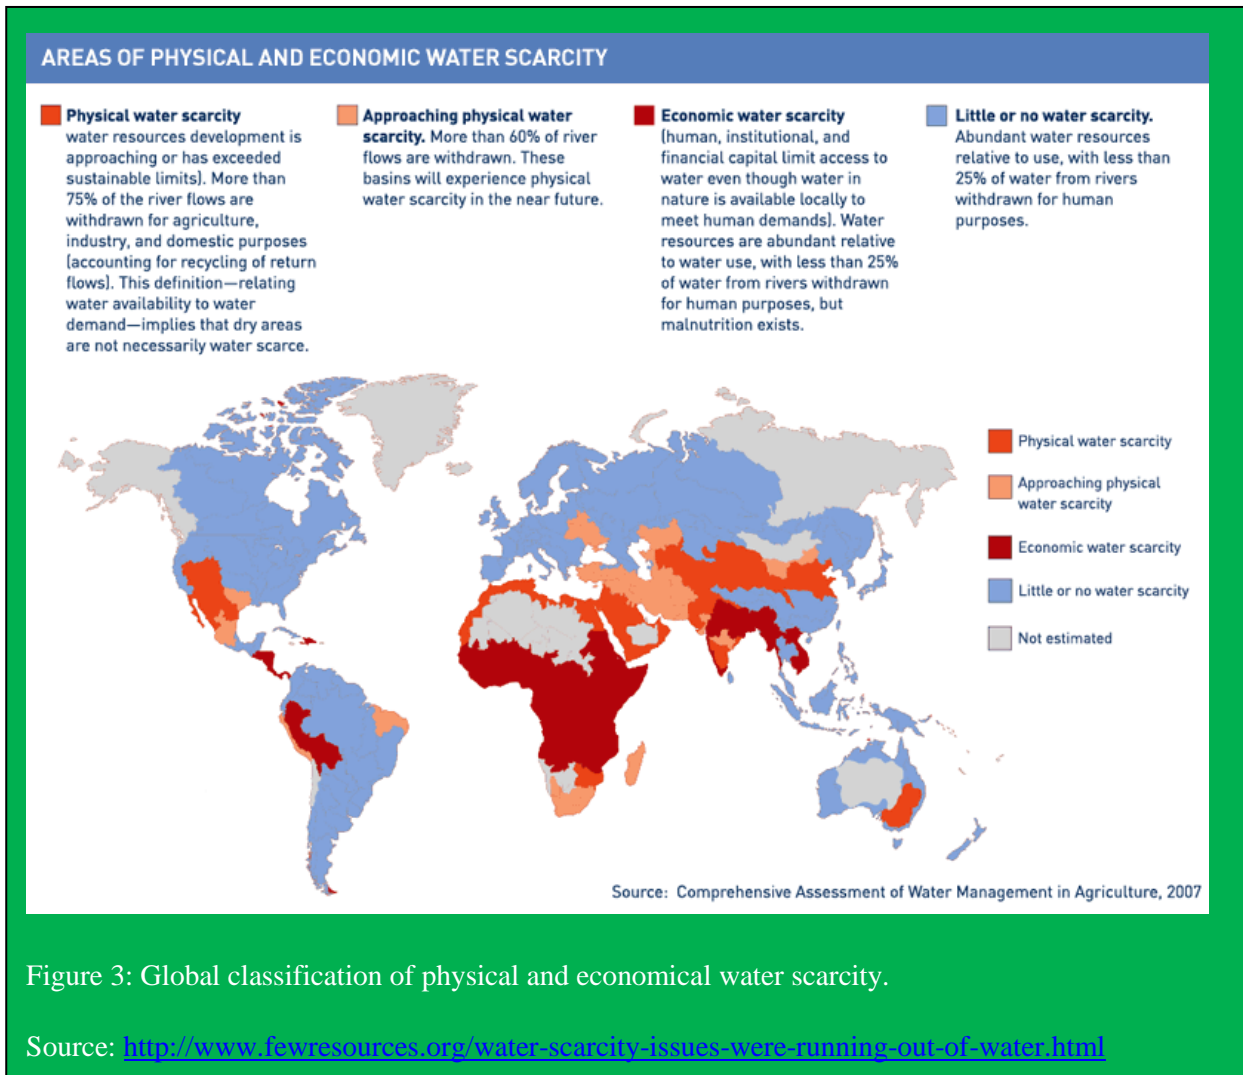 AREAS OF PHYSICAL AND ECONOMIC WATER SCARCITY
Physical water scarcity
water resources development is
approaching or has exceeded
sustainable limits). More than
75% of the river flows are
withdrawn for agriculture,
industry, and domestic purposes
(accounting for recycling of return
flows). This definition—relating
water availability to water
demand—implies that dry areas
are not necessarily water scarce.
Approaching physical water
scarcity. More than 60% of river
flows are withdrawn. These
basins will experience physical
water scarcity in the near future.
Economic water scarcity
(human, institutional, and
financial capital limit access to
water even though water in
nature is available locally to
meet human demands). Water
resources are abundant relative
to water use, with less than 25%
of water from rivers withdrawn
for human purposes, but
malnutrition exists.
Little or no water scarcity.
Abundant water resources
relative to use, with less than
25% of water from rivers
withdrawn for human
purposes.
Physical water scarcity
Approaching physical
water scarcity
Economic water scarcity
Little or no water scarcity
Not estimated
Source: Comprehensive Assessment of Water Management in Agriculture, 2007
Figure 3: Global classification of physical and economical water scarcity.
Source: http://www.fewresources.org/water-scarcity-issues-were-running-out-of-water.html